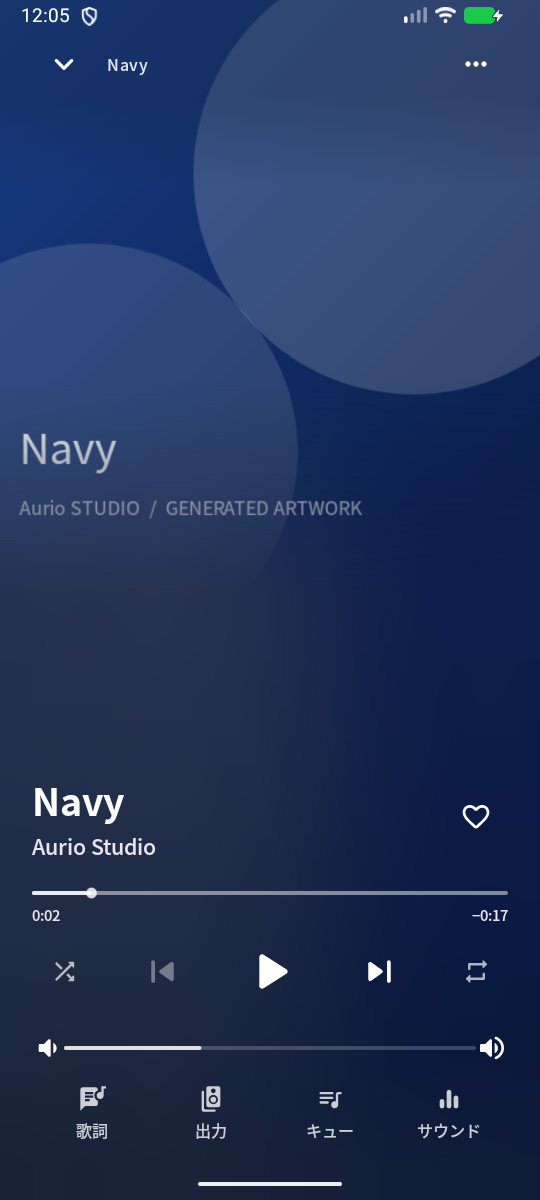 12:05
Navy
Navy
Aurio STUDIO / GENERATED ARTWORK
Navy
Aurio Studio
0:02
−0:17
歌詞
出力
キュー
サウンド